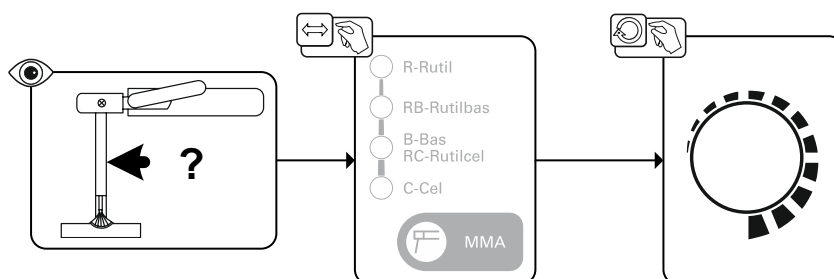 ?
R-Rutil
RB-Rutilbas
B-Bas
RC-Rutilcel
C-Cel
MMA